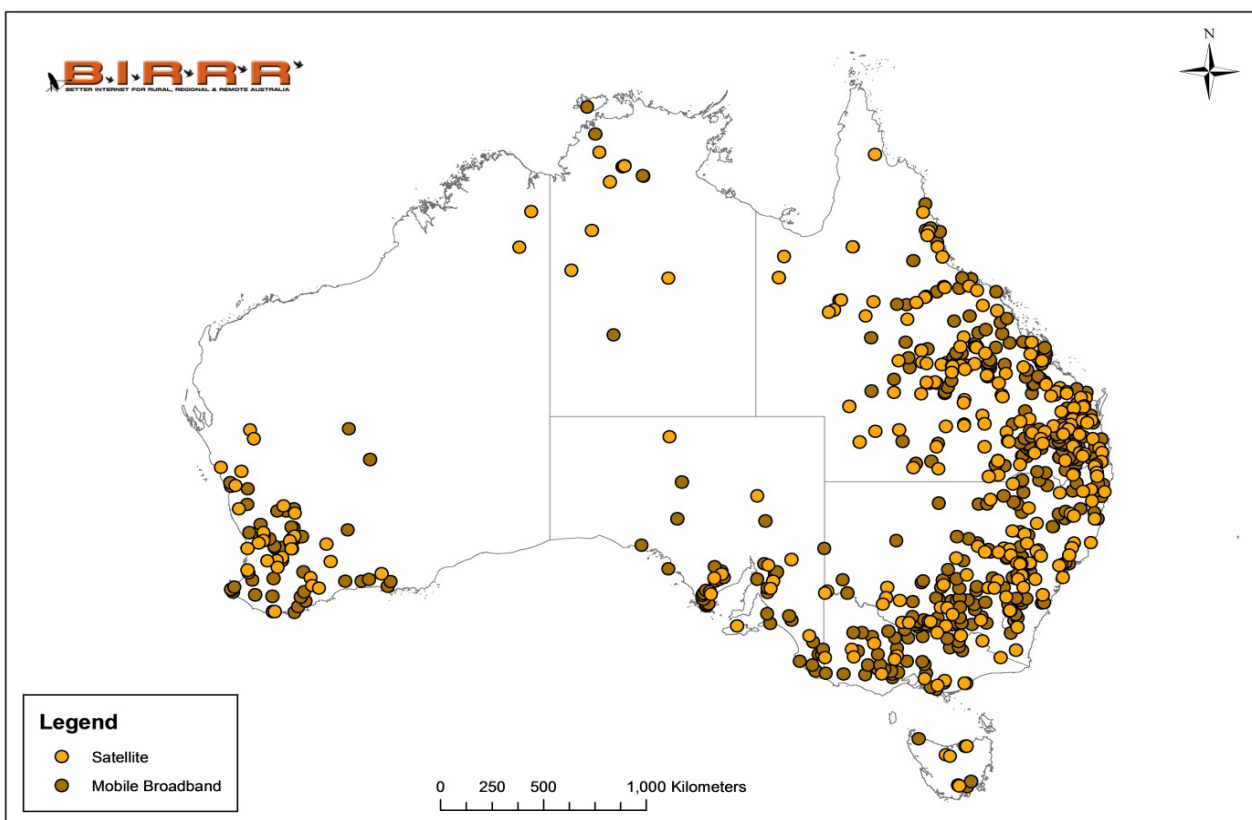 N
B.I.R.R.R
BETTER INTERNET FOR RURAL, REGIONAL & REMOTE AUSTRALIA
Legend
Satellite
Mobile Broadband
0 250 500 1,000 Kilometers